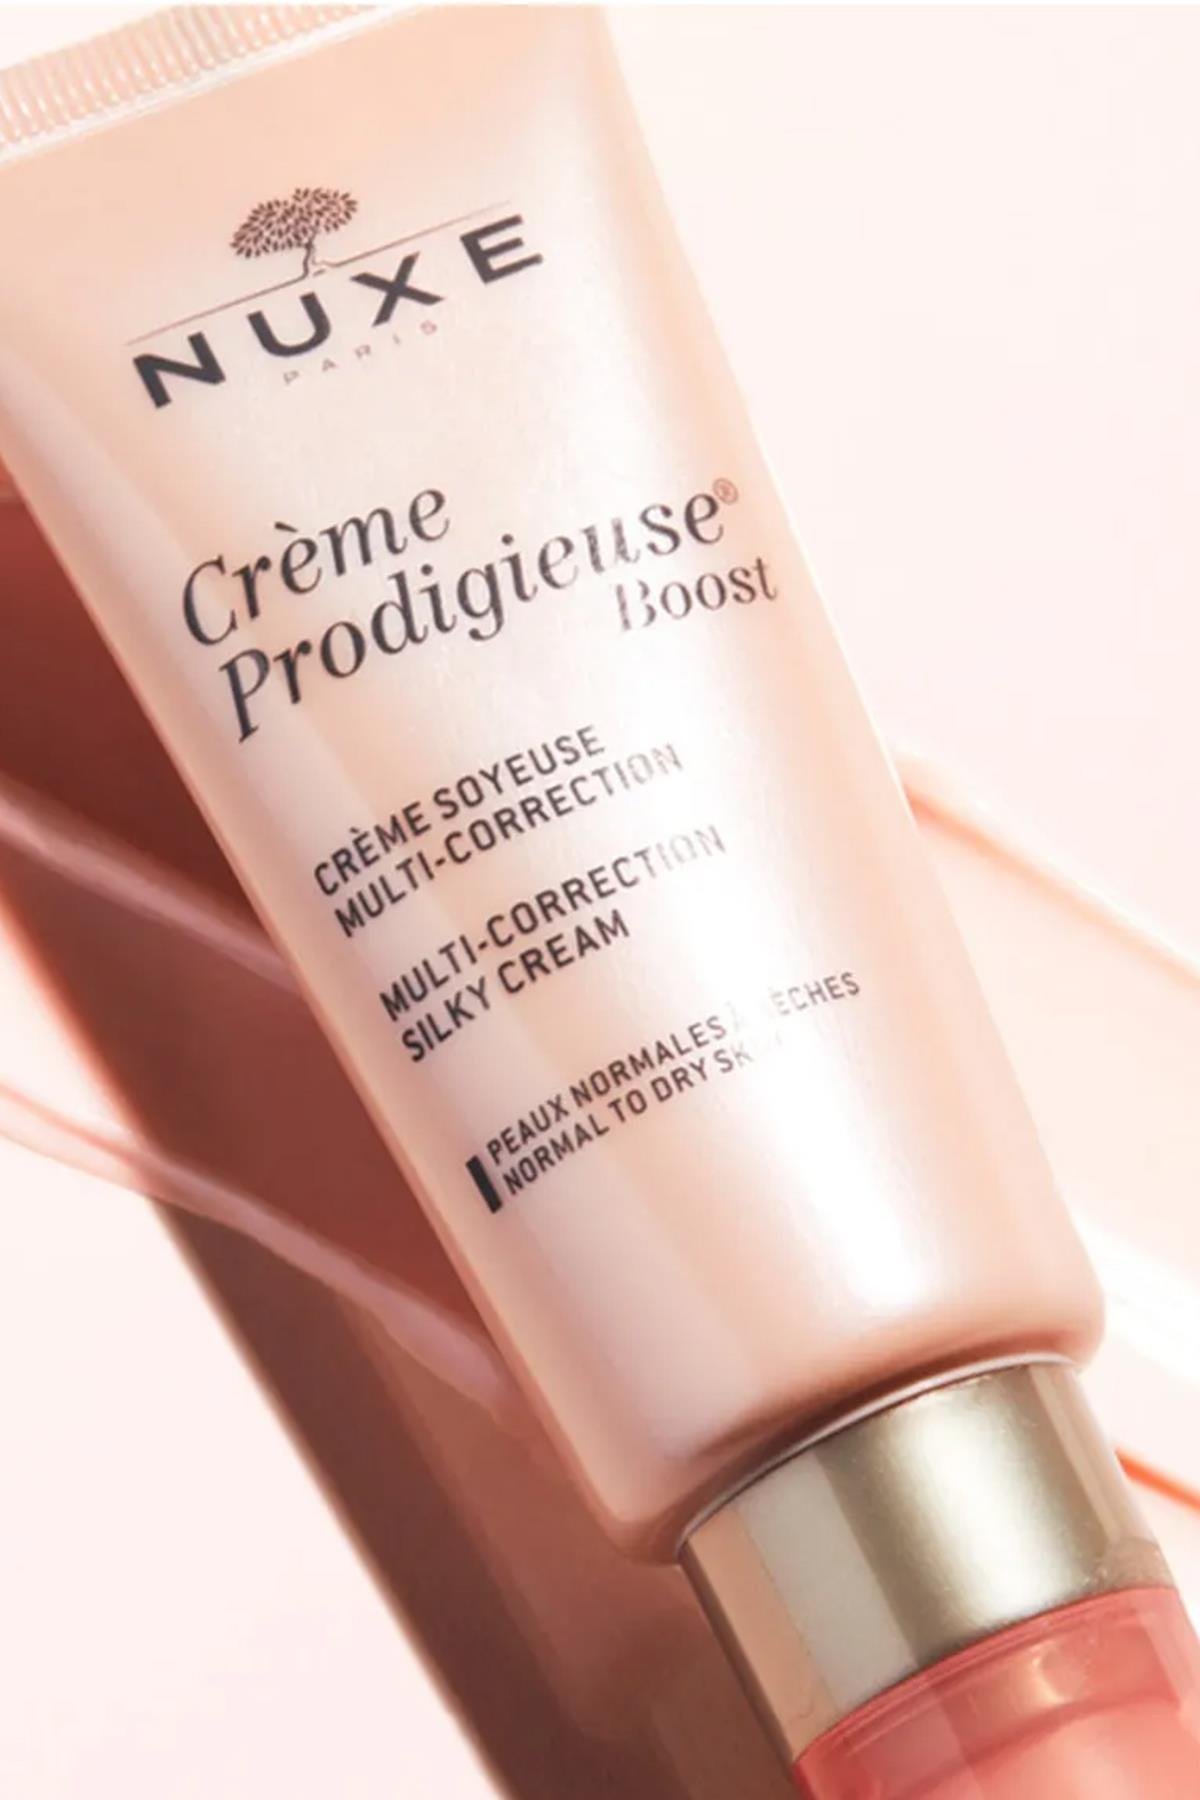 NUXE
PARIS
Crème
Prodigieuse®
Boost
CRÈME SOYEUSE
MULTI-CORRECTION
MULTI-CORRECTION
SILKY CREAM
PEAUX NORMALES À
NORMAL TO DRY